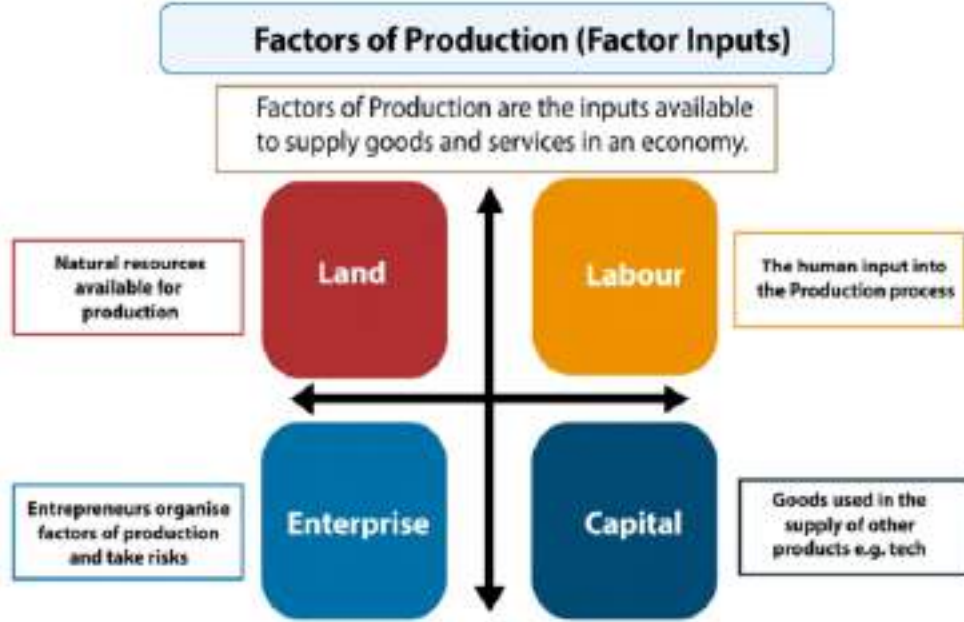 Factors of Production (Factor Inputs)
Factors of Production are the inputs available
to supply goods and services in an economy.
Natural resources
available for
production
Land
Labour
The human input into
the Production process
Entrepreneurs organise
factors of production
and take risks
Enterprise
Capital
Goods used in the
supply of other
products e.g. tech